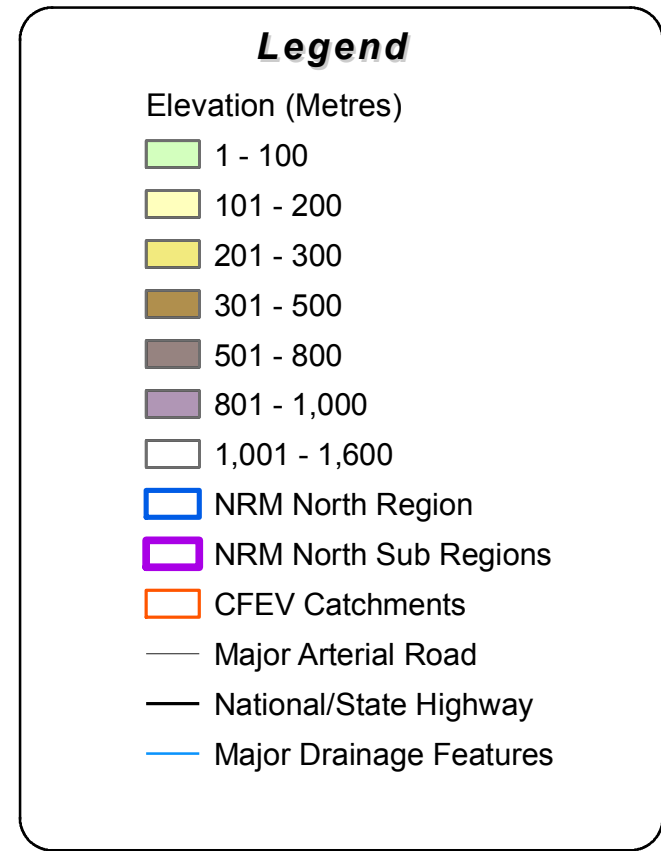 Legend
Elevation (Metres)
1 - 100
101 - 200
201 - 300
301 - 500
501 - 800
801 - 1,000
1,001 - 1,600
NRM North Region
NRM North Sub Regions
CFEV Catchments
Major Arterial Road
National/State Highway
Major Drainage Features